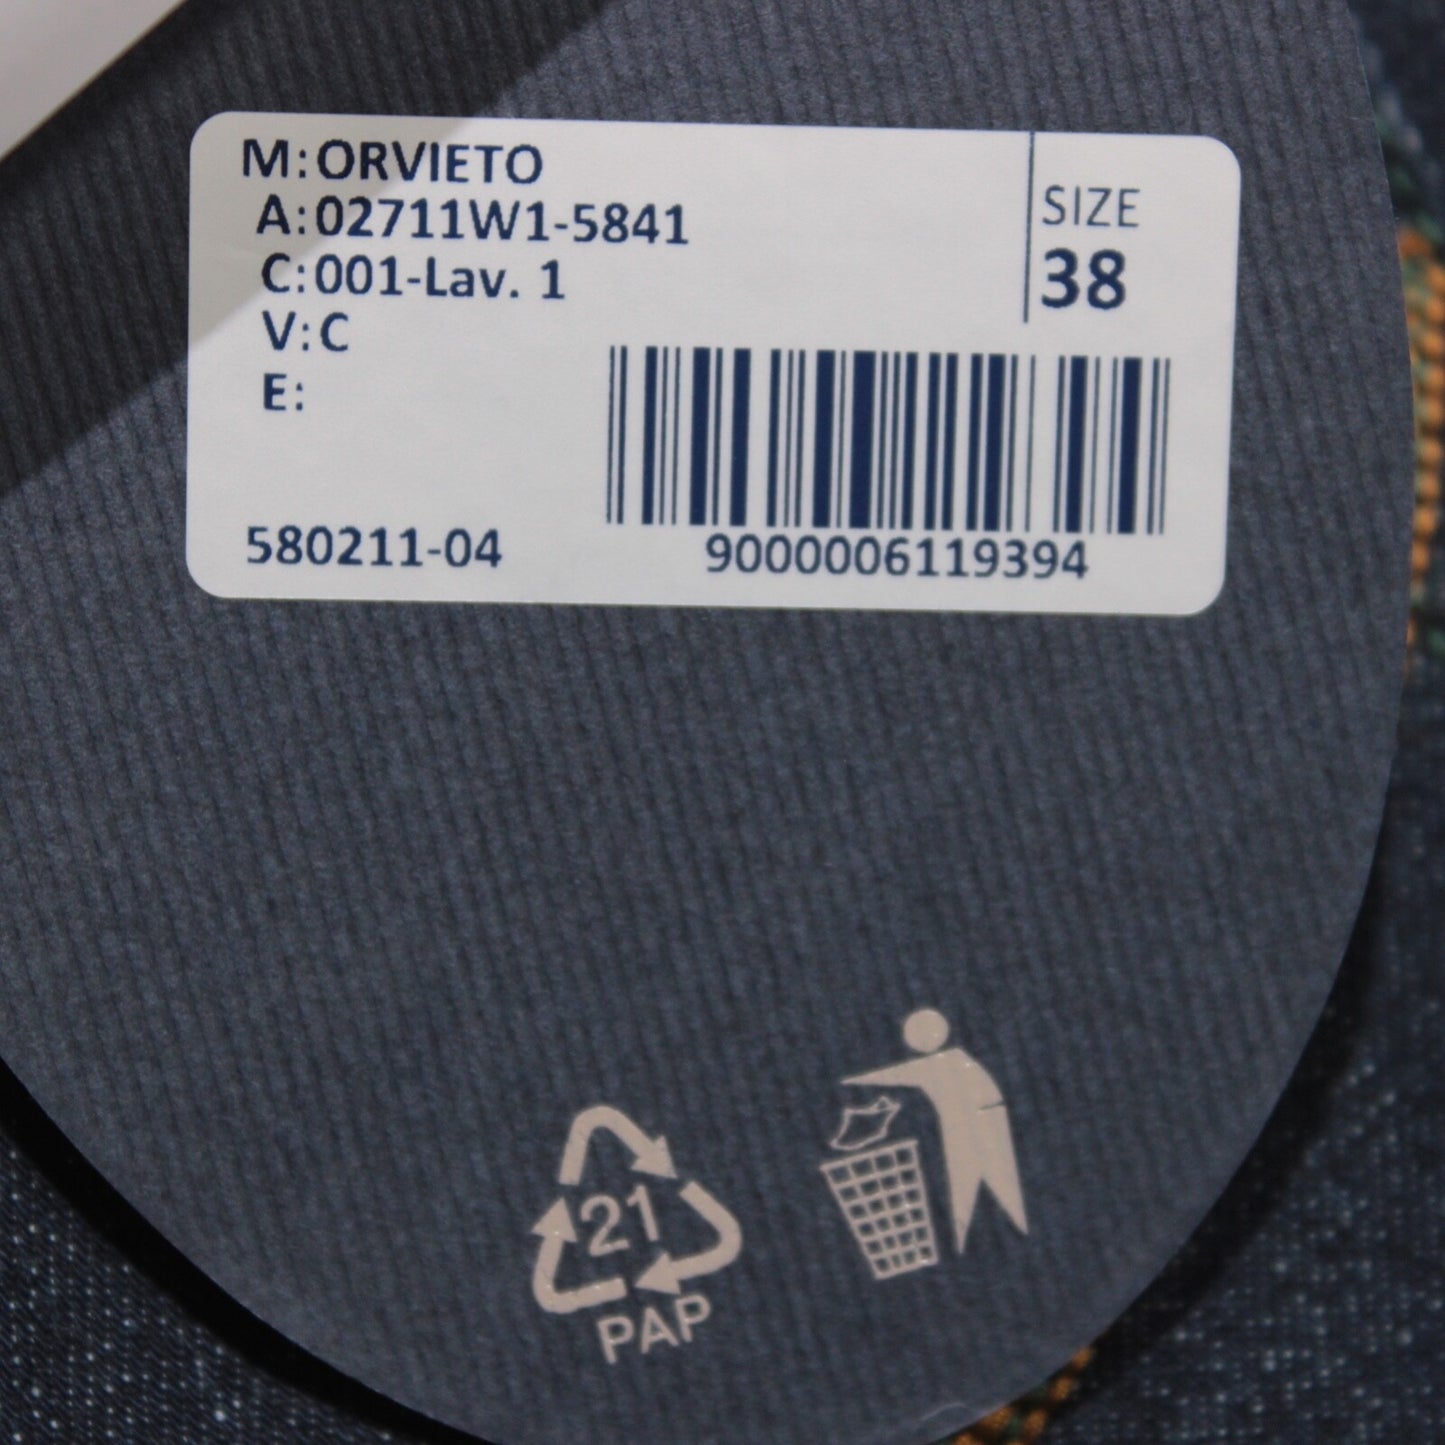 M: ORVIETO
A: 02711W1-5841
C: 001-Lav. 1
V: C
E:
SIZE
38
580211-04
9000006119394
21
PAP